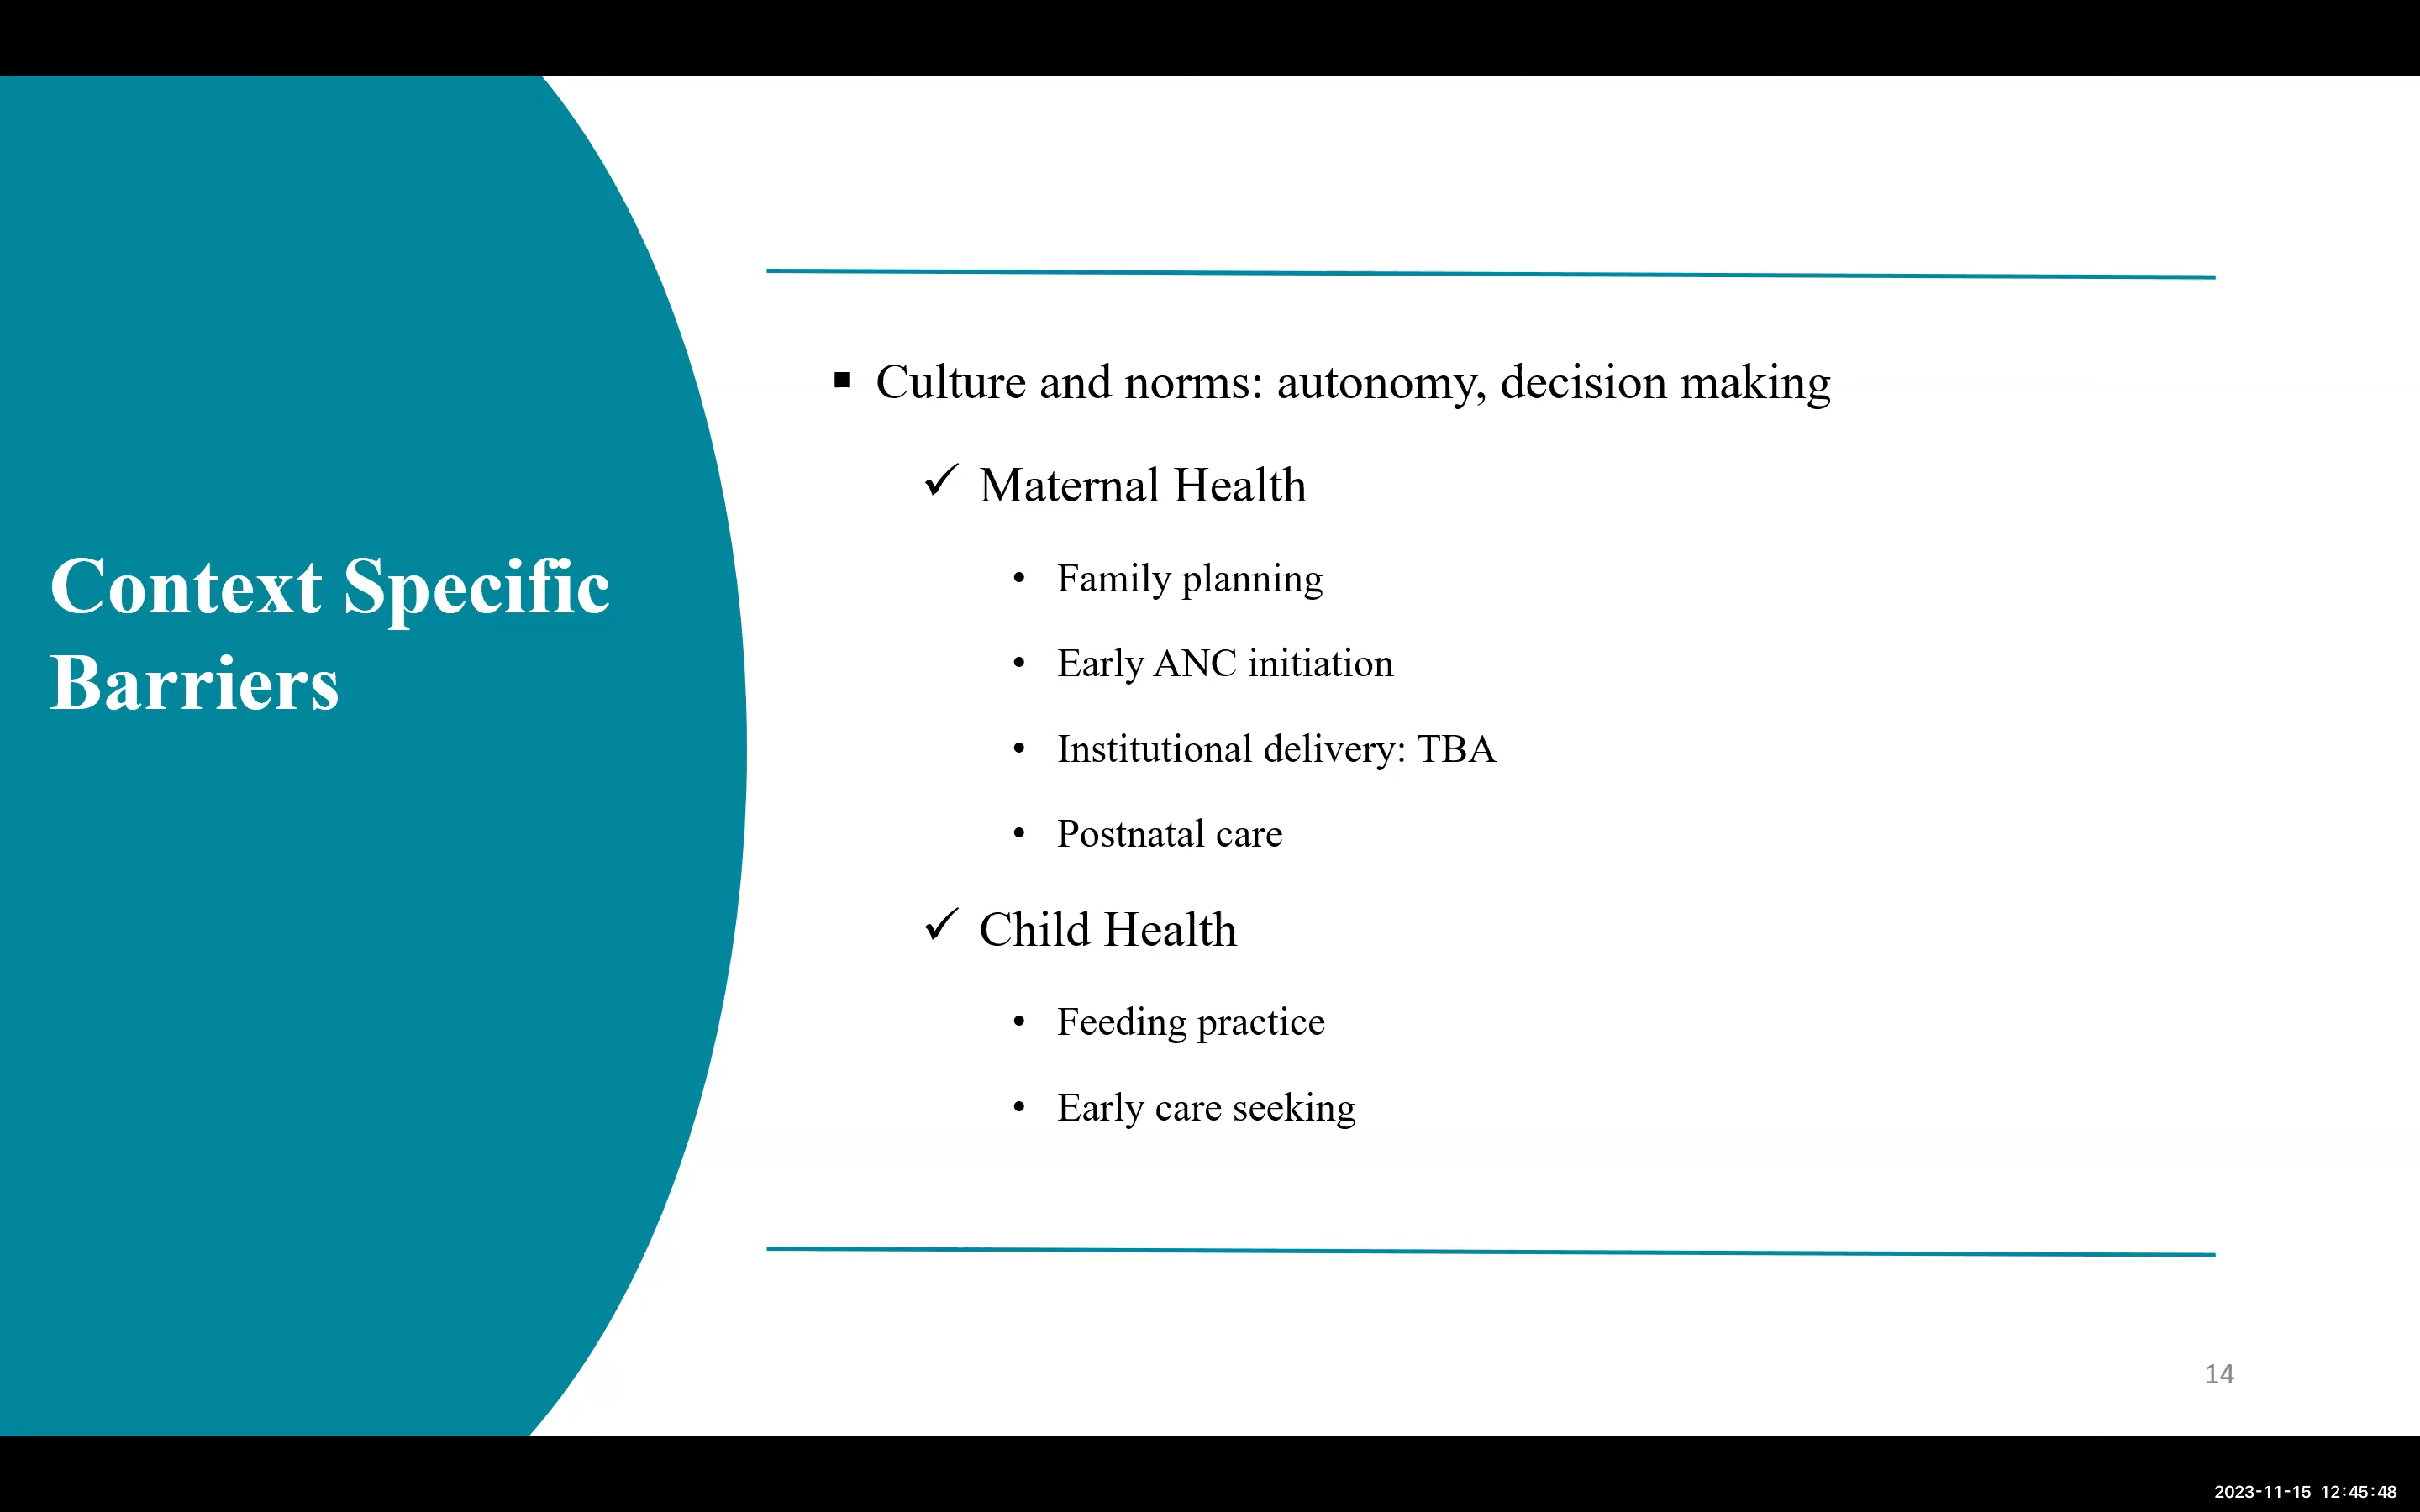 Context Specific
Barriers
▪ Culture and norms: autonomy, decision making
✓ Maternal Health
• Family planning
• Early ANC initiation
• Institutional delivery: TBA
• Postnatal care
✓ Child Health
• Feeding practice
• Early care seeking
14
2023-11-15 12:45:48